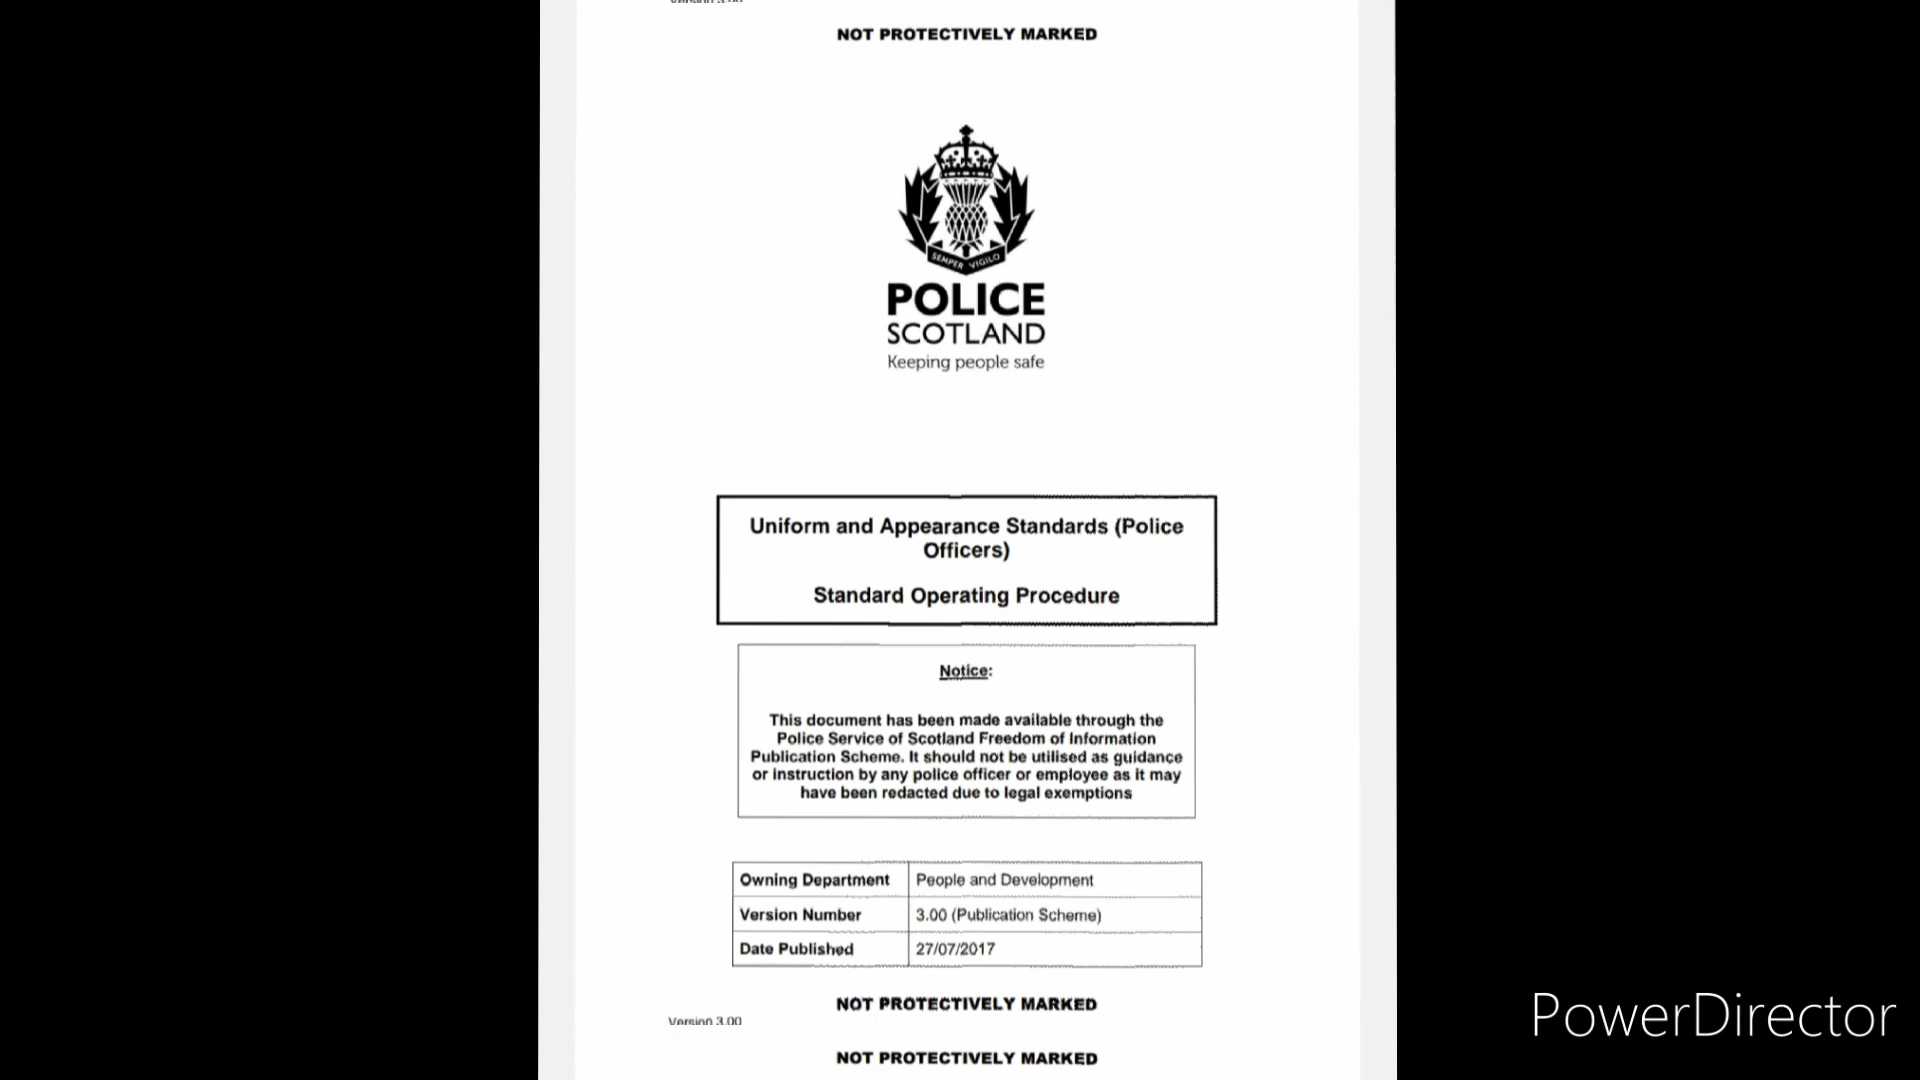 Version 3.00
NOT PROTECTIVELY MARKED
SEMPER VIGILO
POLICE
SCOTLAND
Keeping people safe
Uniform and Appearance Standards (Police
Officers)
Standard Operating Procedure
Notice:
This document has been made available through the
Police Service of Scotland Freedom of Information
Publication Scheme. It should not be utilised as guidance
or instruction by any police officer or employee as it may
have been redacted due to legal exemptions
Owning Department People and Development
Version Number 3.00 (Publication Scheme)
Date Published 27/07/2017
NOT PROTECTIVELY MARKED
Version 3.00
NOT PROTECTIVELY MARKED
PowerDirector